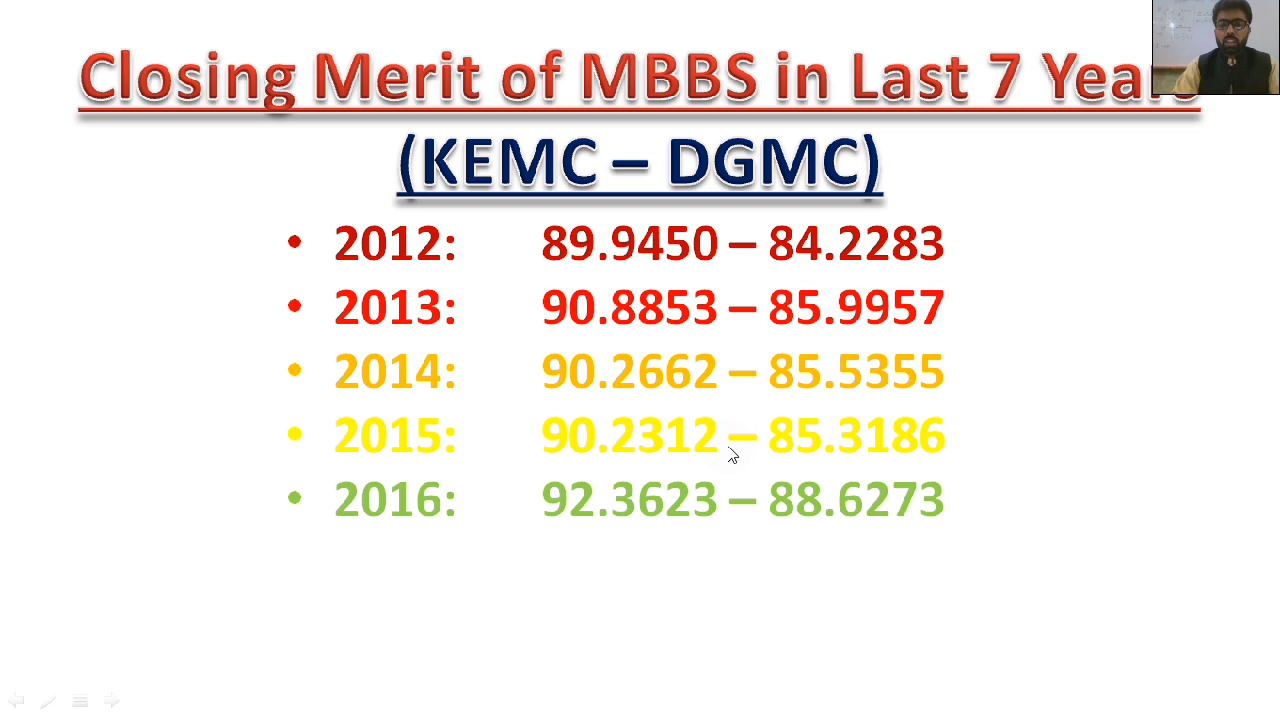 Closing Merit of MBBS in Last 7 Years
(KEMC – DGMC)
• 2012: 89.9450 – 84.2283
• 2013: 90.8853 – 85.9957
• 2014: 90.2662 – 85.5355
• 2015: 90.2312 – 85.3186
• 2016: 92.3623 – 88.6273